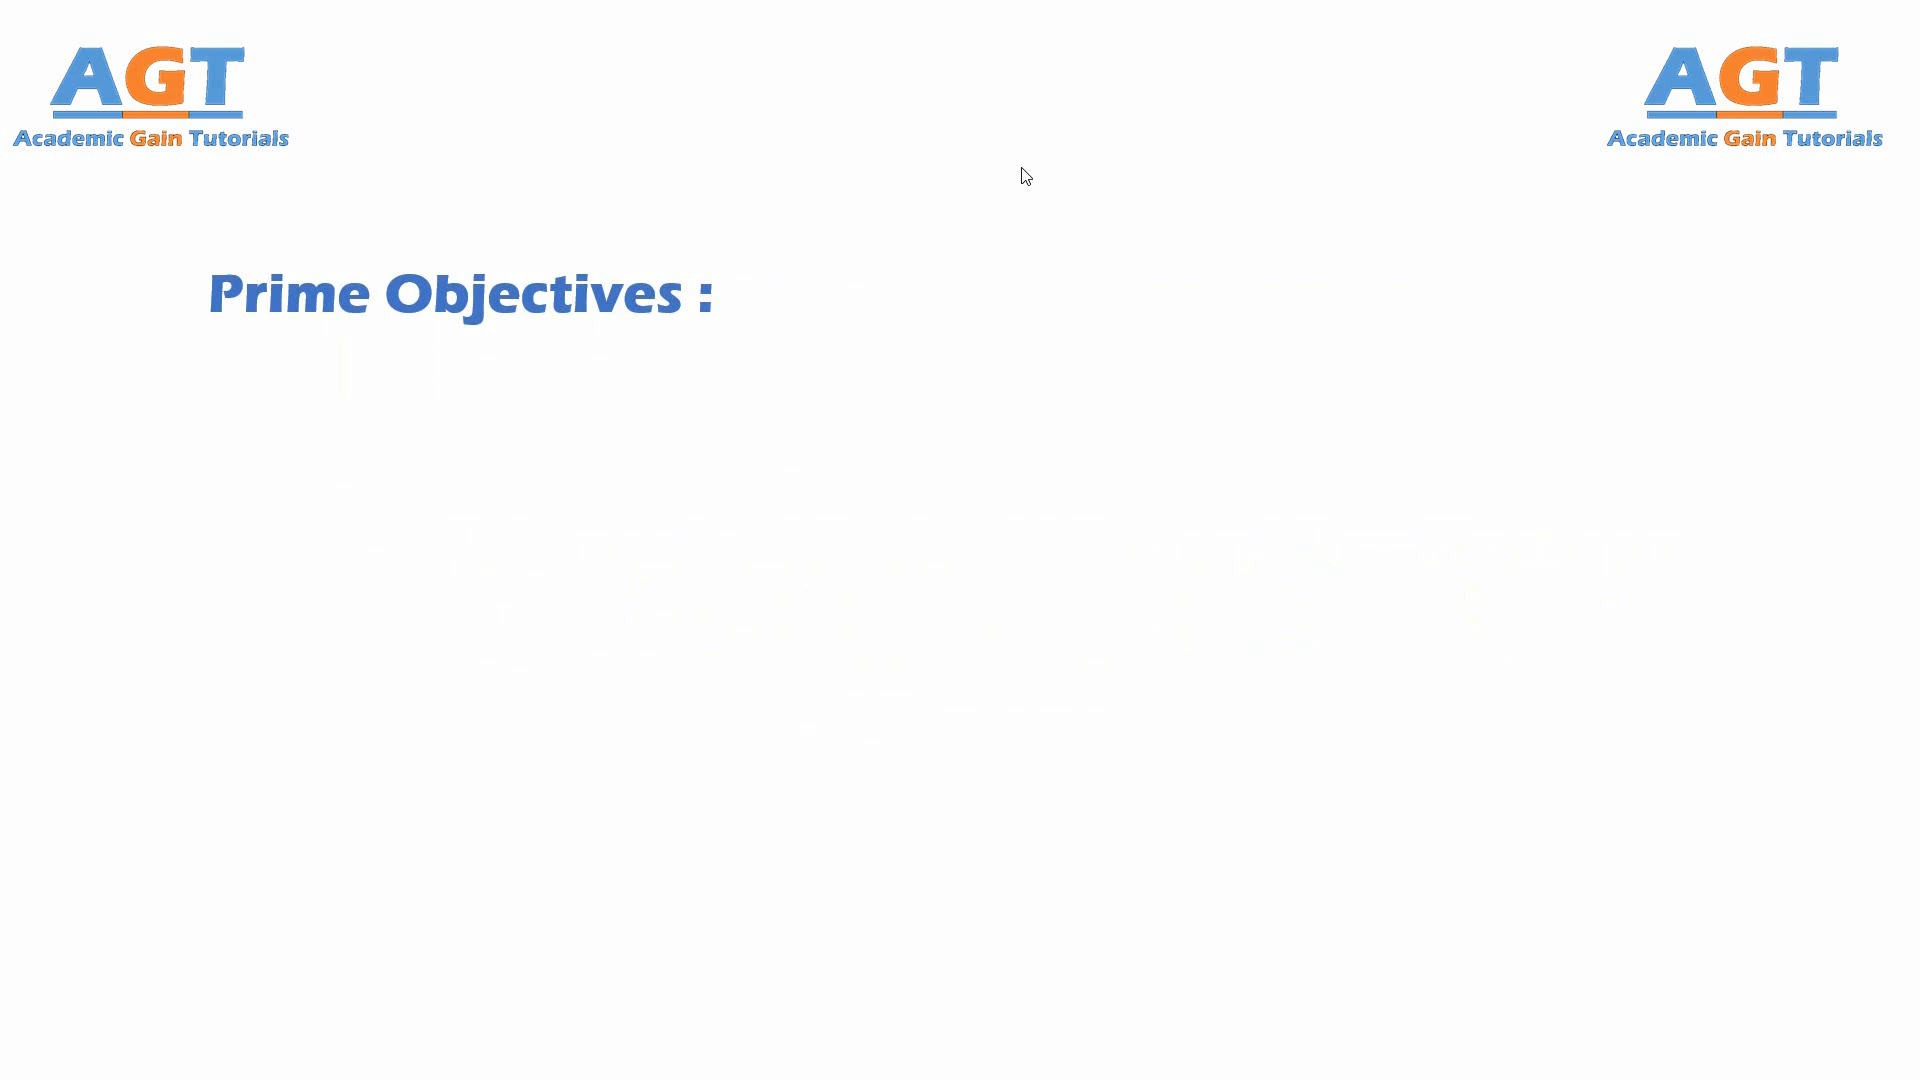 AGT
Academic Gain Tutorials
AGT
Academic Gain Tutorials
Prime Objectives :